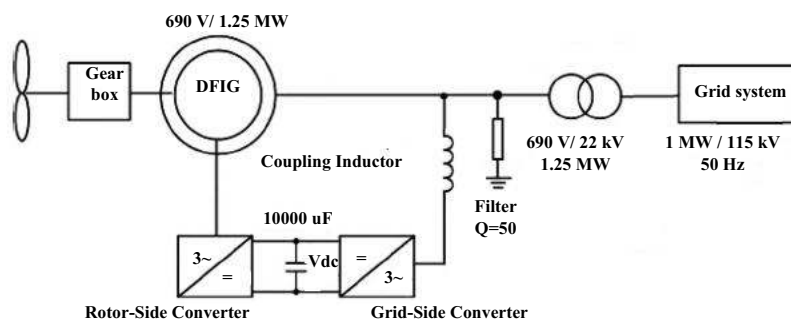 690 V/ 1.25 MW
Gear
box
DFIG
Grid system
690 V/ 22 kV
1.25 MW
1 MW / 115 kV
50 Hz
Coupling Inductor
Filter
Q=50
10000 uF
3~
=
Vdc
=
3~
Rotor-Side Converter
Grid-Side Converter